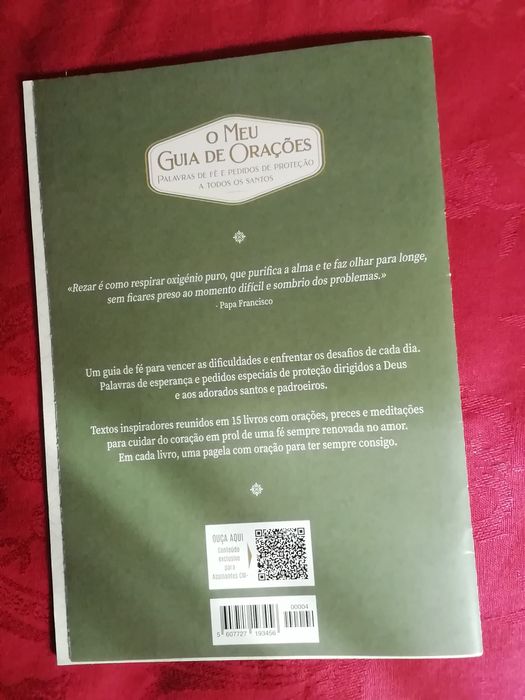 O MEU
GUIA DE ORAÇÕES
PALAVRAS DE FÉ E PEDIDOS DE PROTEÇÃO
A TODOS OS SANTOS
«Rezar é como respirar oxigénio puro, que purifica a alma e te faz olhar para longe,
sem ficares preso ao momento difícil e sombrio dos problemas.»
- Papa Francisco
Um guia de fé para vencer as dificuldades e enfrentar os desafios de cada dia.
Palavras de esperança e pedidos especiais de proteção dirigidos a Deus
e aos adorados santos e padroeiros.
Textos inspiradores reunidos em 15 livros com orações, preces e meditações
para cuidar do coração em prol de uma fé sempre renovada no amor.
Em cada livro, uma pagela com oração para ter sempre consigo.
OUÇA AQUI
Conteúdo
exclusivo
para
Assinantes CM+
00004
5 607727 193456